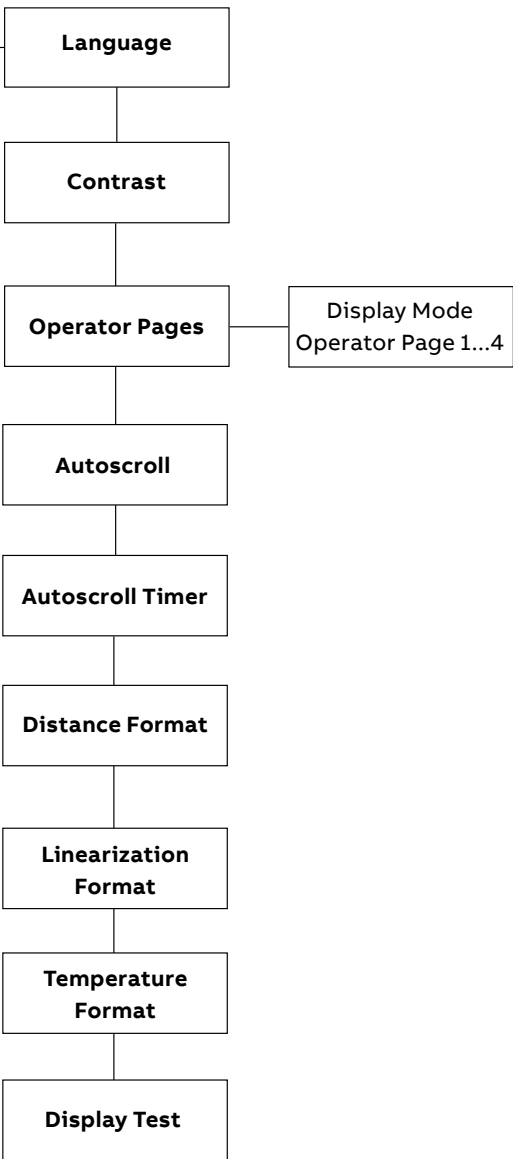 Language
Contrast
Operator Pages
Display Mode
Operator Page 1...4
Autoscroll
Autoscroll Timer
Distance Format
Linearization
Format
Temperature
Format
Display Test